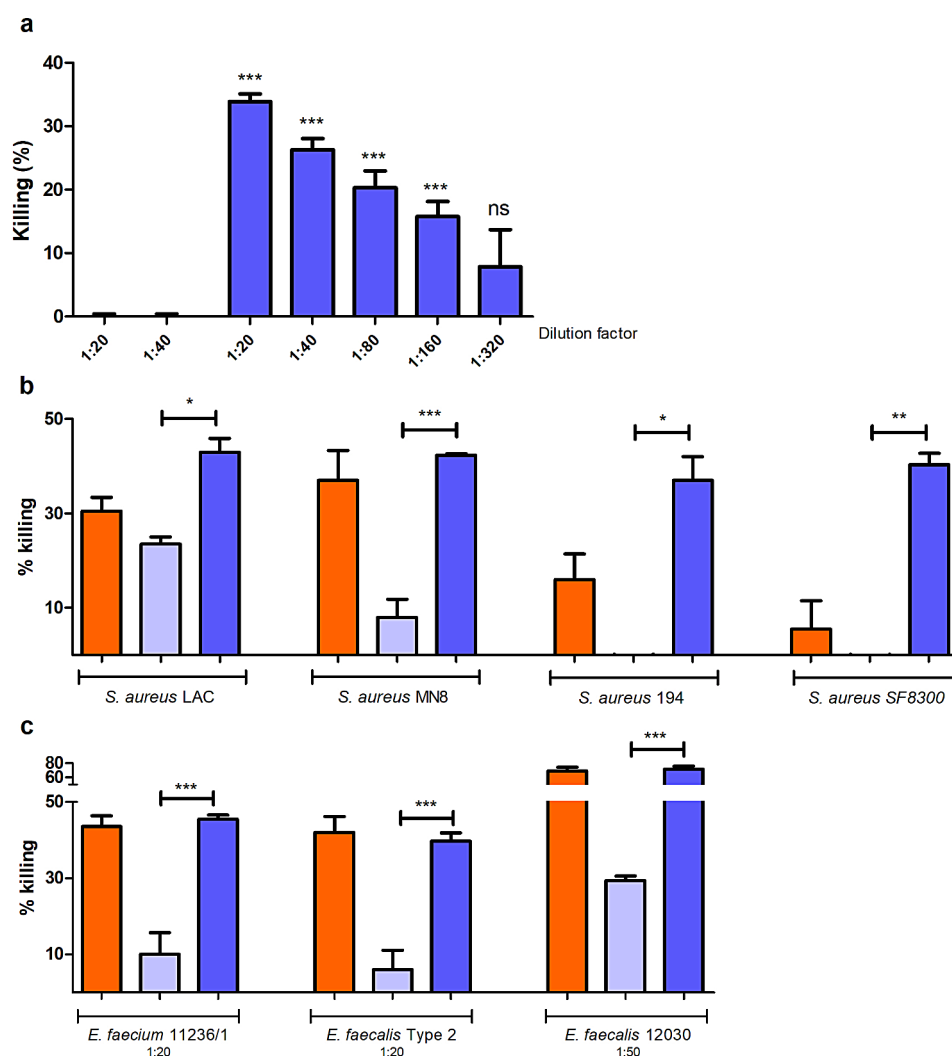 a
Killing (%)
40
30
20
10
0
***
***
***
***
ns
1:20 1:40 1:20 1:40 1:80 1:160 1:320
Dilution factor
b
% killing
50
30
10
* *** * **
S. aureus LAC S. aureus MN8 S. aureus 194 S. aureus SF8300
c
% killing
80
60
50
30
10
*** *** ***
E. faecium 11236/1 E. faecalis Type 2 E. faecalis 12030
1:20 1:20 1:50